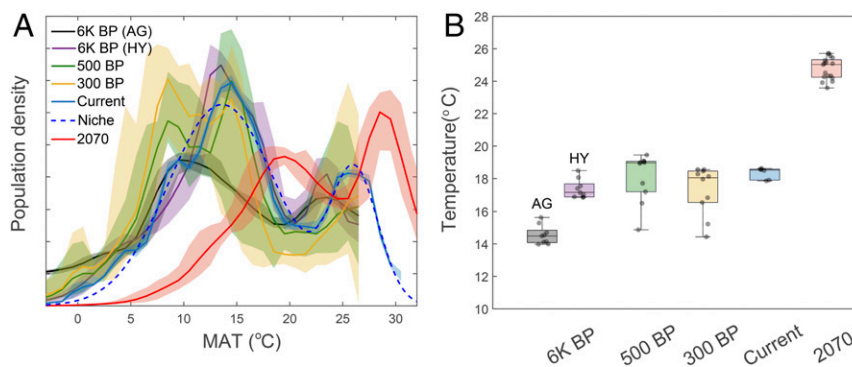 A
6K BP (AG)
6K BP (HY)
500 BP
300 BP
Current
Niche
2070
Population density
0 5 10 15 20 25 30
MAT (°C)
B
28
26
24
22
20
18
16
14
12
10
Temperature(° C)
AG
HY
6K BP
500 BP
300 BP
Current
2070